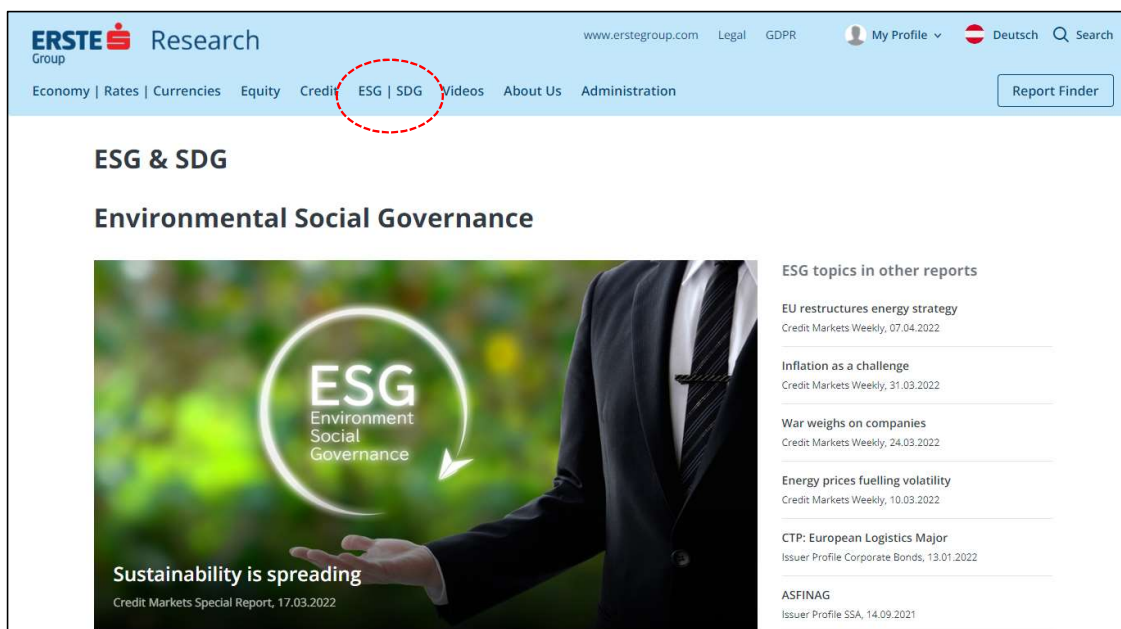 ERSTE Group Research
www.erstegroup.com Legal GDPR My Profile Deutsch Search
Economy | Rates | Currencies Equity Credit ESG | SDG Videos About Us Administration Report Finder
ESG & SDG
Environmental Social Governance
ESG
Environment
Social
Governance
Sustainability is spreading
Credit Markets Special Report, 17.03.2022
ESG topics in other reports
EU restructures energy strategy
Credit Markets Weekly, 07.04.2022
Inflation as a challenge
Credit Markets Weekly, 31.03.2022
War weighs on companies
Credit Markets Weekly, 24.03.2022
Energy prices fuelling volatility
Credit Markets Weekly, 10.03.2022
CTP: European Logistics Major
Issuer Profile Corporate Bonds, 13.01.2022
ASFINAG
Issuer Profile SSA, 14.09.2021